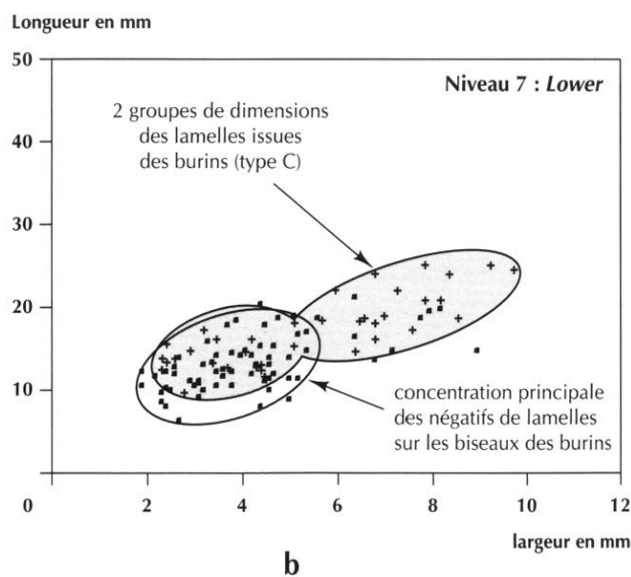 Longueur en mm
50
Niveau 7 : Lower
2 groupes de dimensions
des lamelles issues
des burins (type C)
40
30
20
10
concentration principale
des négatifs de lamelles
sur les biseaux des burins
0 2 4 6 8 10 12
largeur en mm
b